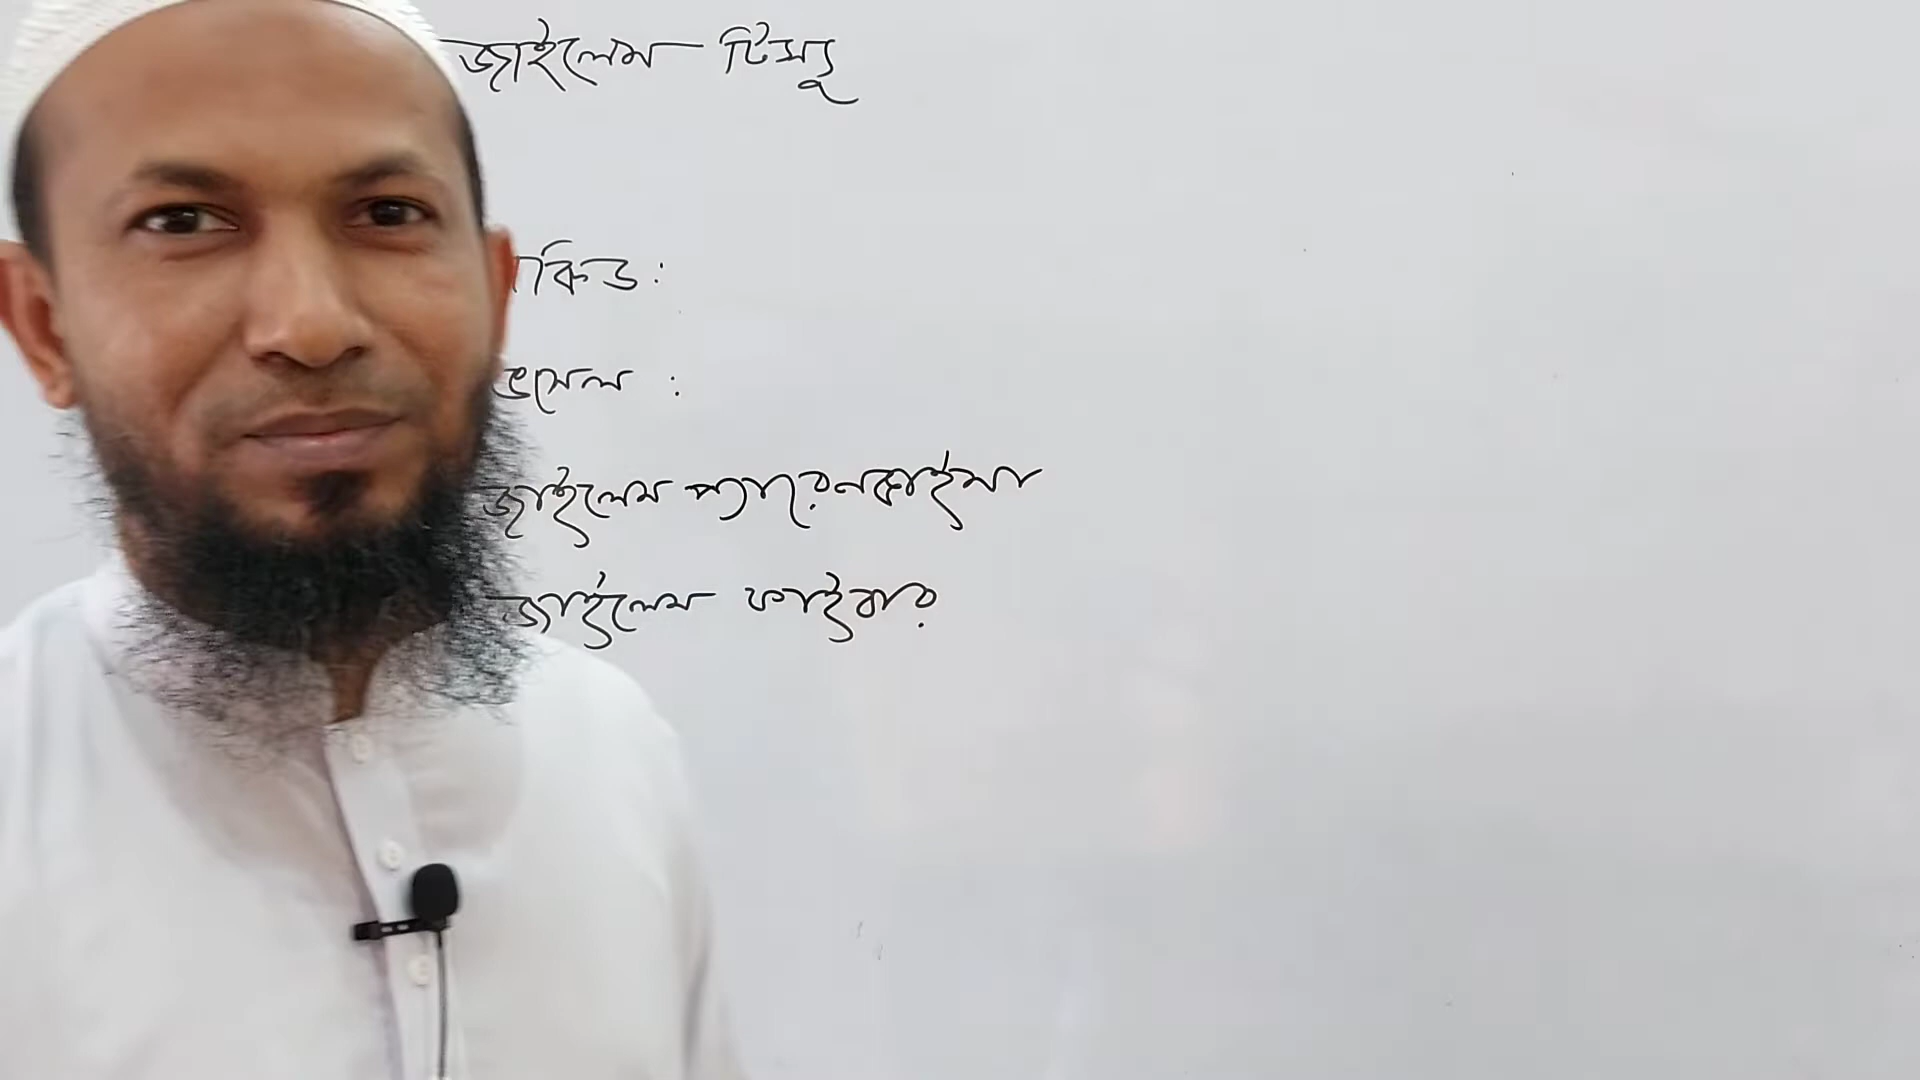 জাইলেম টিস্যু
কিড :
ভেসেল :
জাইলেম প্যারেনকাইমা
জাইলেম ফাইবার